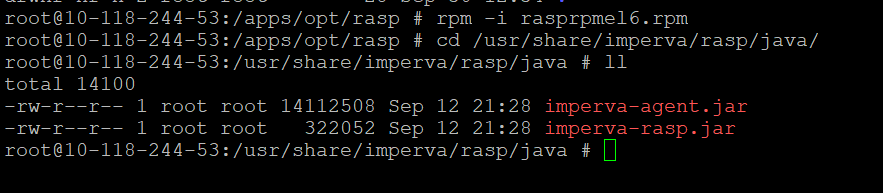 root@10-118-244-53:/apps/opt/rasp # rpm -i rasprpmel6.rpm
root@10-118-244-53:/apps/opt/rasp # cd /usr/share/imperva/rasp/java/
root@10-118-244-53:/usr/share/imperva/rasp/java # ll
total 14100
-rw-r--r-- 1 root root 14112508 Sep 12 21:28 imperva-agent.jar
-rw-r--r-- 1 root root   322052 Sep 12 21:28 imperva-rasp.jar
root@10-118-244-53:/usr/share/imperva/rasp/java #